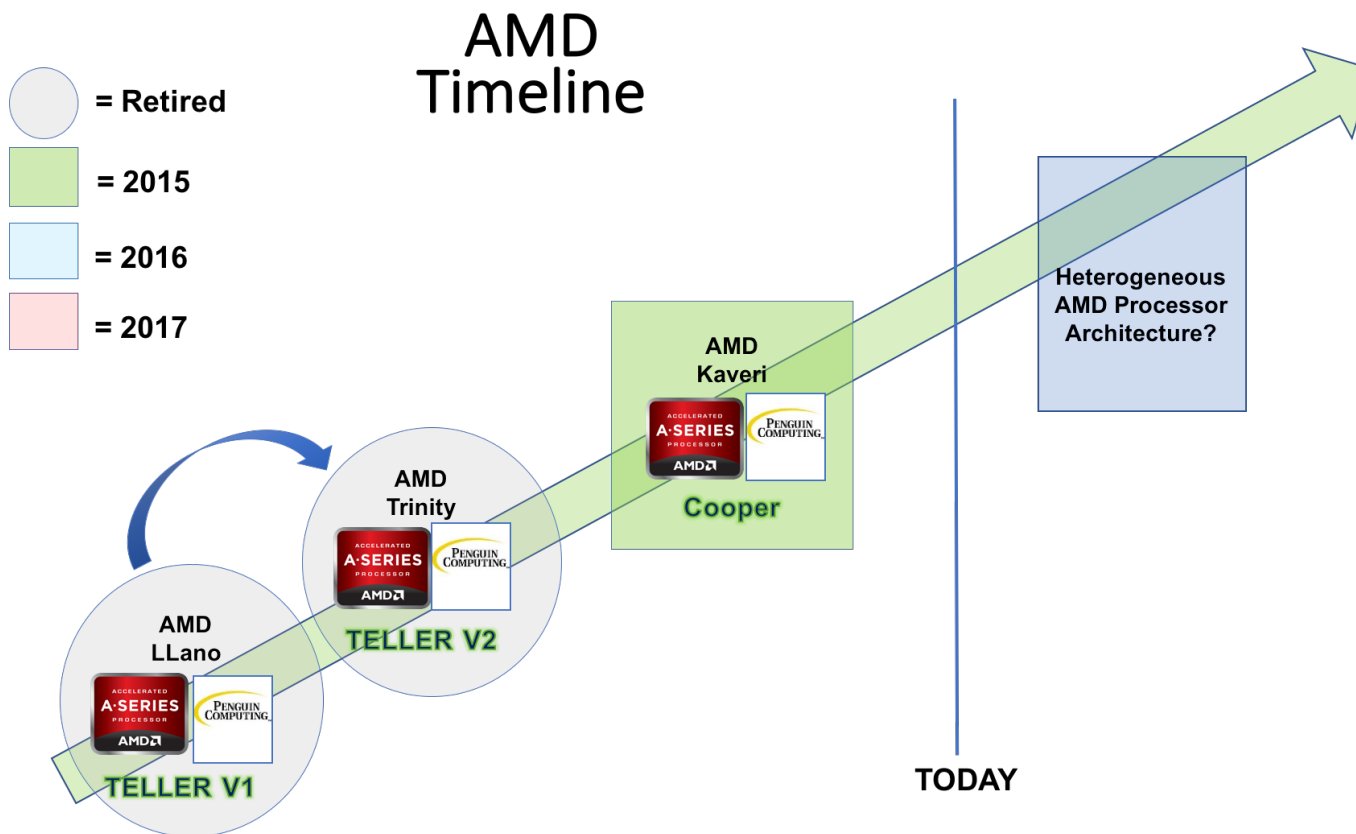 AMD
Timeline
= Retired
= 2015
= 2016
= 2017
Heterogeneous
AMD Processor
Architecture?
AMD
Kaveri
ACCELERATED
A-SERIES
PROCESSOR
AMD
PENGUIN
COMPUTING
Cooper
AMD
Trinity
ACCELERATED
A-SERIES
PROCESSOR
AMD
PENGUIN
COMPUTING
TELLER V2
AMD
LLano
ACCELERATED
A-SERIES
PROCESSOR
AMD
PENGUIN
COMPUTING
TELLER V1
TODAY